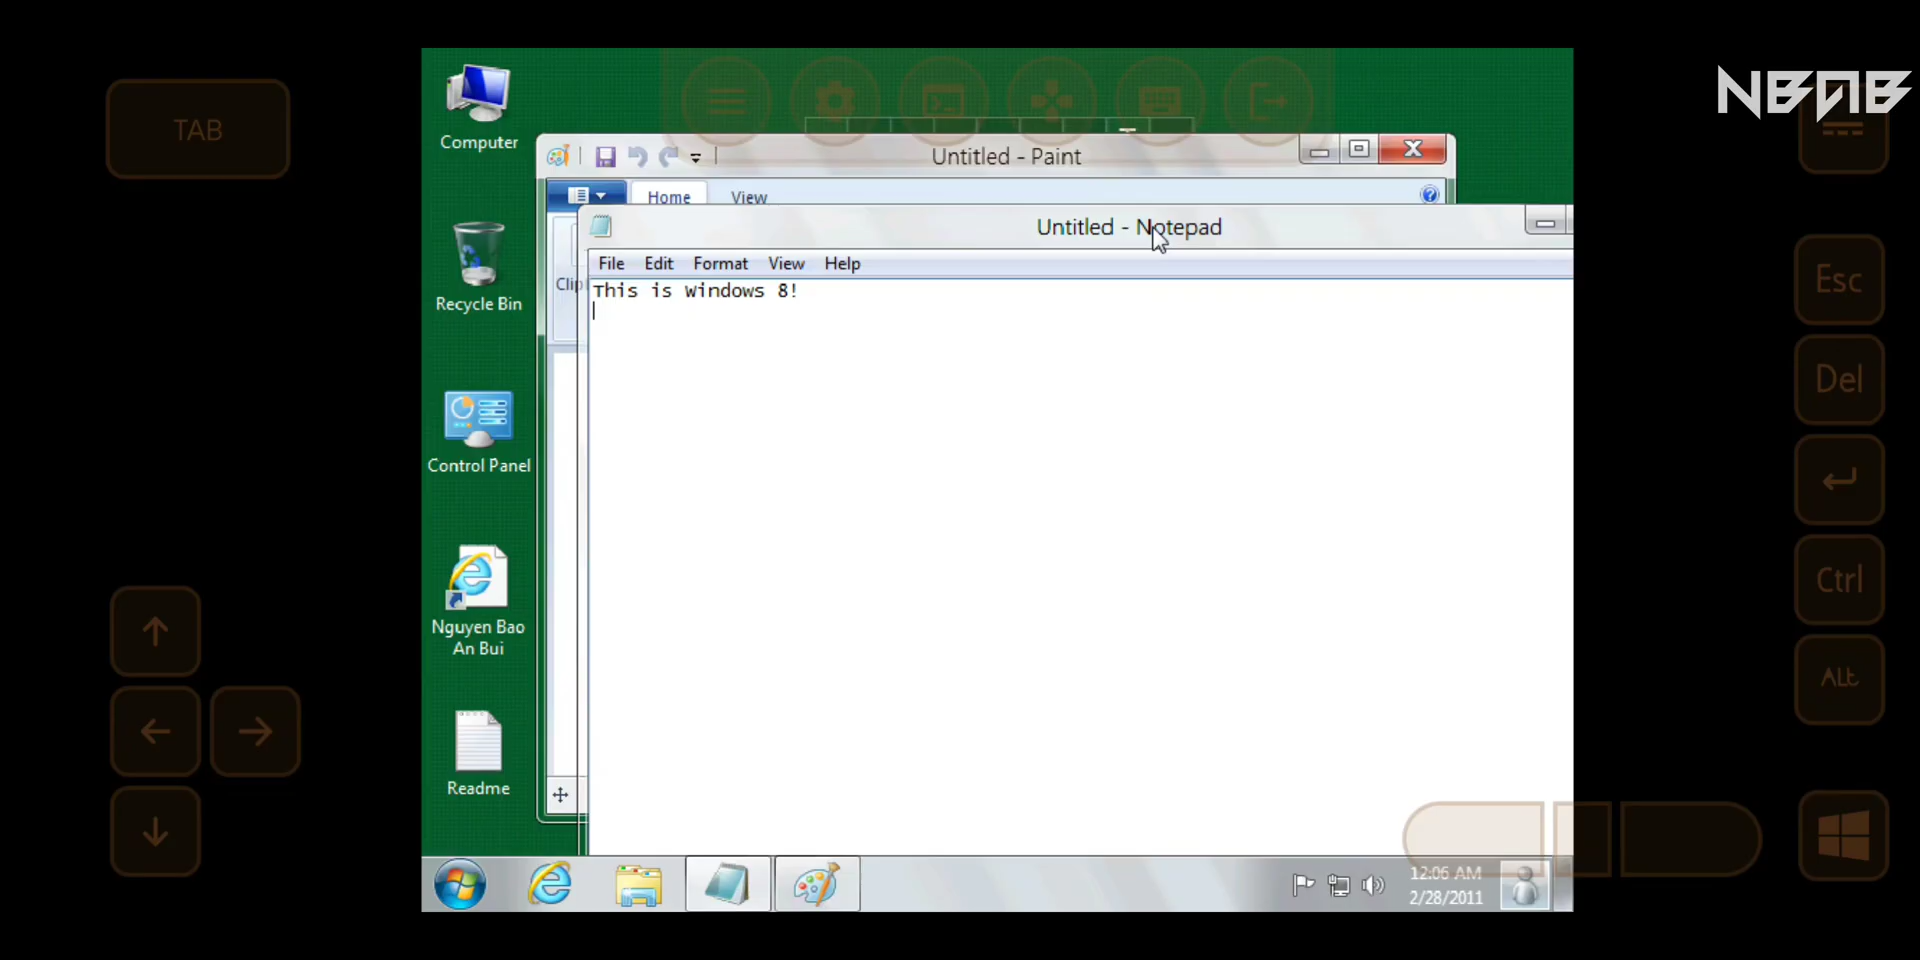 NBAB
TAB
Computer
Untitled - Paint
Home
View
Untitled - Notepad
File Edit Format View Help
Clip
This is Windows 8!
Recycle Bin
Control Panel
Nguyen Bao
An Bui
Readme
Esc
Del
Ctrl
ALt
12:06 AM
2/28/2011